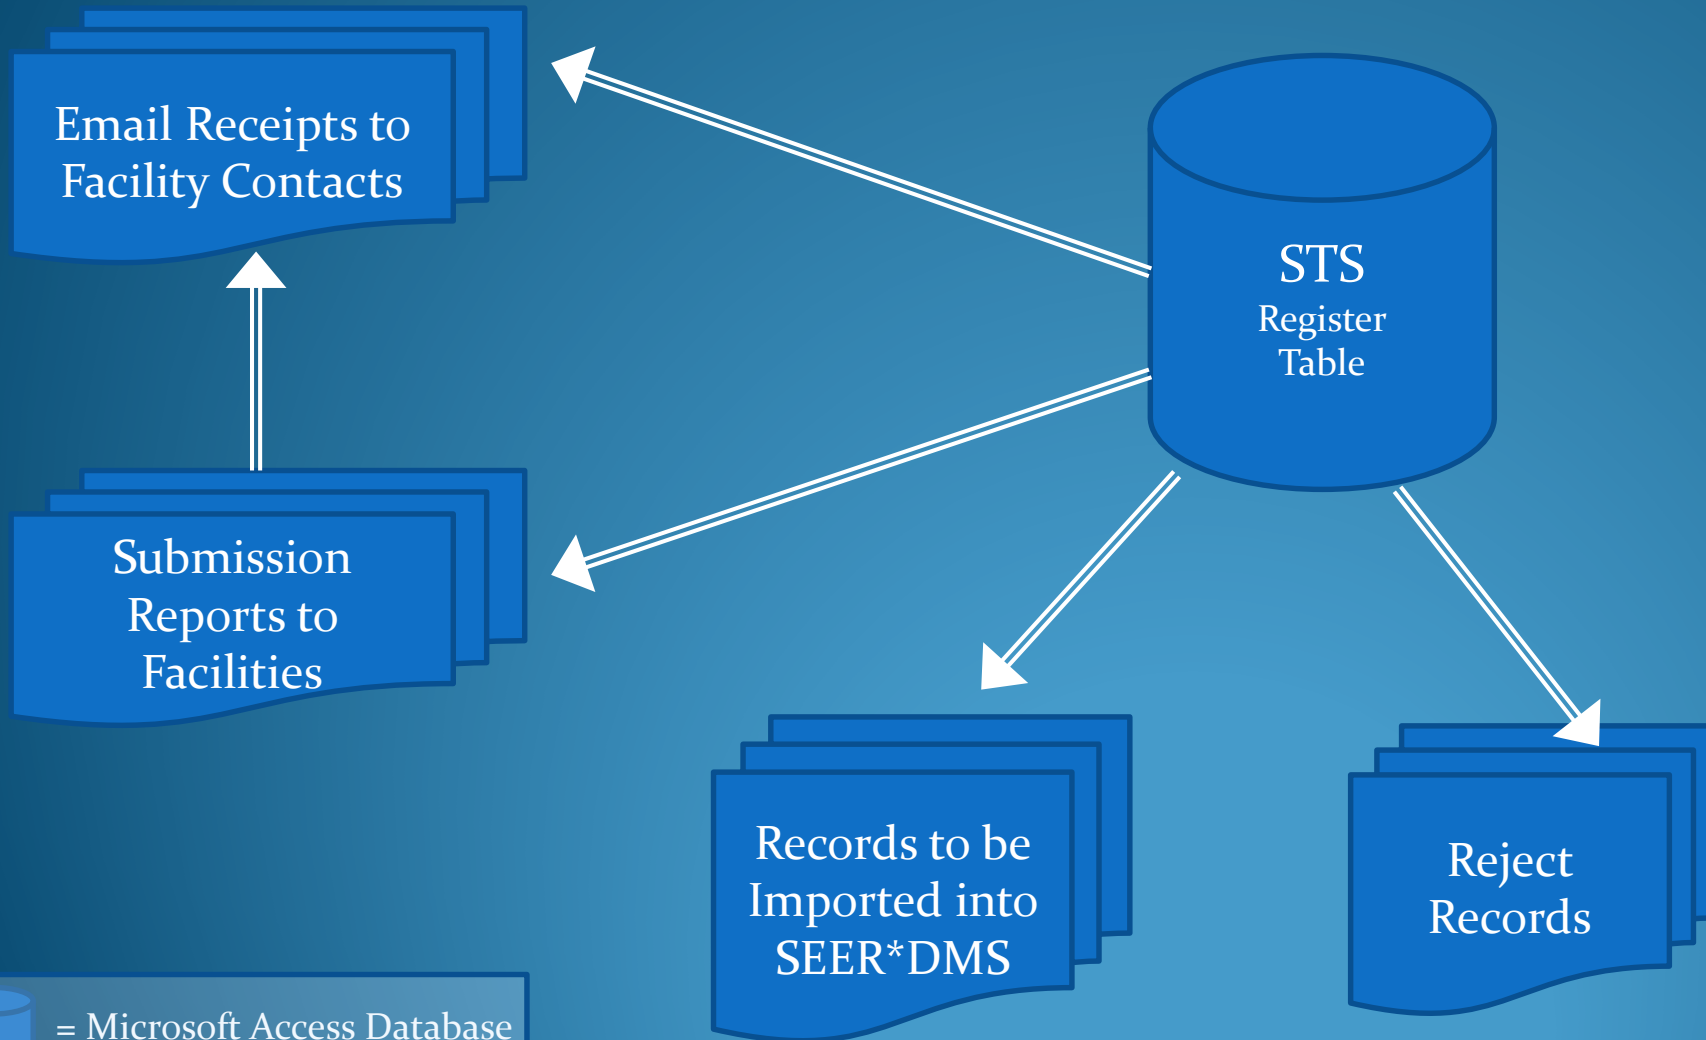 Email Receipts to
Facility Contacts
STS
Register
Table
Submission
Reports to
Facilities
Records to be
Imported into
SEER*DMS
Reject
Records
= Microsoft Access Database